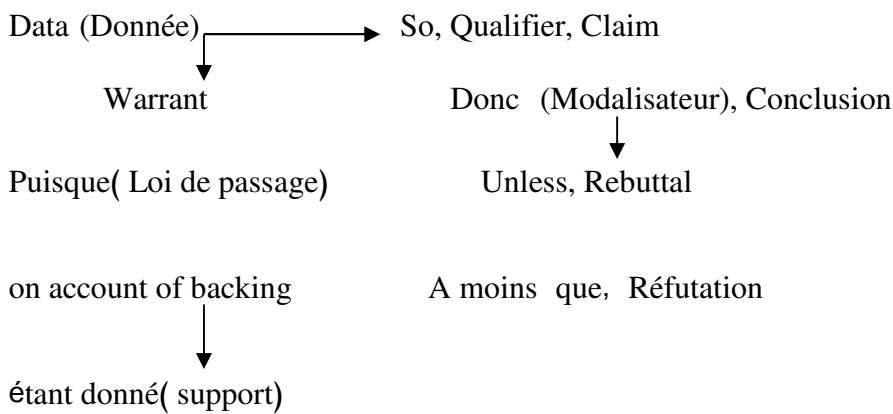 Data (Donnée) So, Qualifier, Claim
Warrant Donc (Modalisateur), Conclusion
Puisque( Loi de passage) Unless, Rebuttal
on account of backing A moins que, Réfutation
étant donné( support)